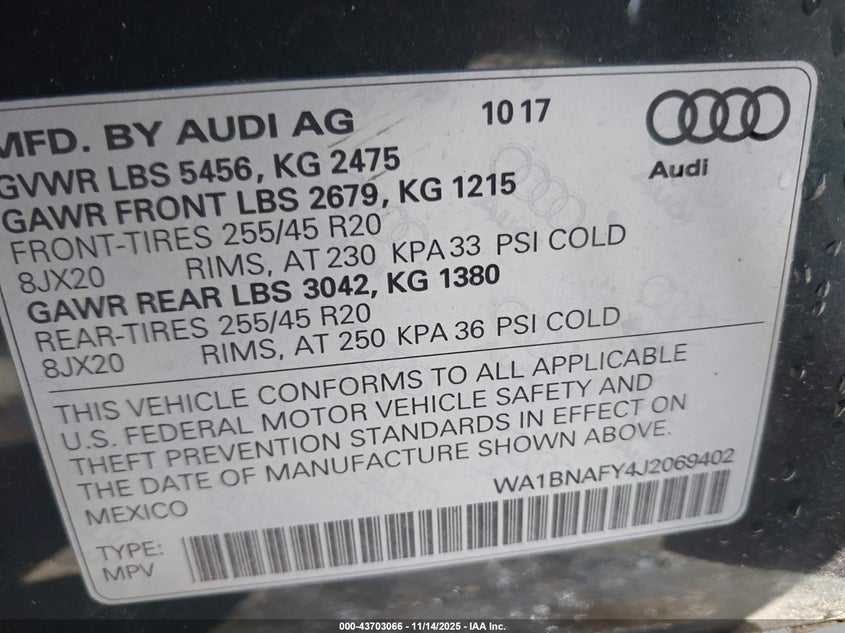 MFD. BY AUDI AG 10 17
Audi
GVWR LBS 5456, KG 2475
GAWR FRONT LBS 2679, KG 1215
FRONT-TIRES 255/45 R20
8JX20 RIMS, AT 230 KPA 33 PSI COLD
GAWR REAR LBS 3042, KG 1380
REAR-TIRES 255/45 R20
8JX20 RIMS, AT 250 KPA 36 PSI COLD
THIS VEHICLE CONFORMS TO ALL APPLICABLE
U.S. FEDERAL MOTOR VEHICLE SAFETY AND
THEFT PREVENTION STANDARDS IN EFFECT ON
THE DATE OF MANUFACTURE SHOWN ABOVE.
WA1BNAFY4J2069402
MEXICO
TYPE:
MPV
000-43703066 - 11/14/2025 - IAA Inc.